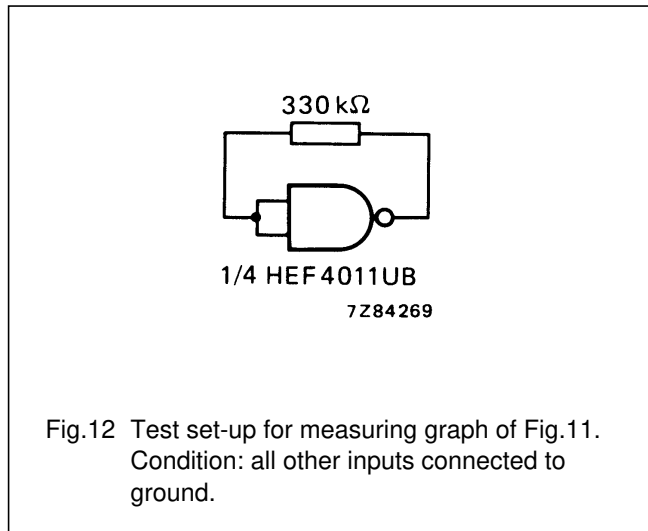 330 kΩ
1/4 HEF4011UB
7Z84269
Fig.12 Test set-up for measuring graph of Fig.11.
Condition: all other inputs connected to
ground.